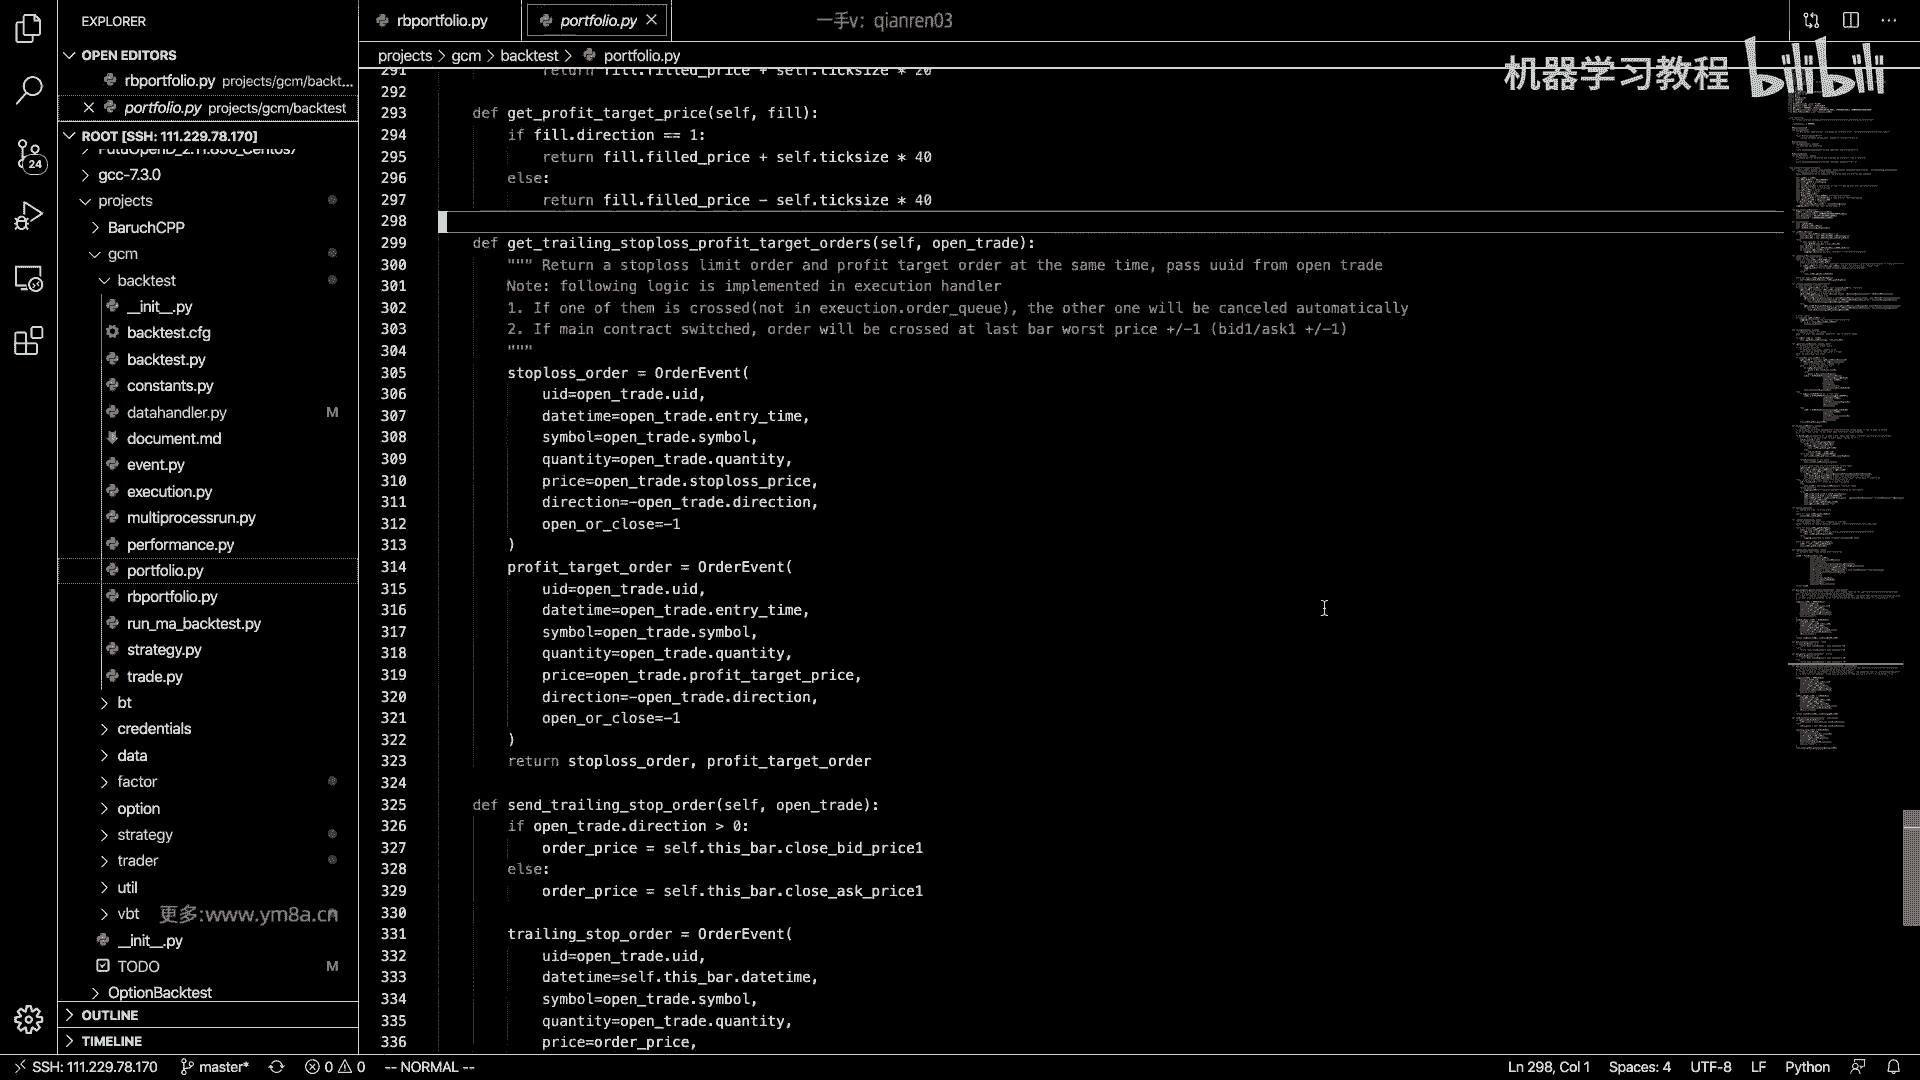 EXPLORER
rbportfolio.py
portfolio.py
一手v: qianren03
OPEN EDITORS
rbportfolio.py projects/gcm/backt...
portfolio.py projects/gcm/backtest
projects > gcm > backtest > portfolio.py
机器学习教程 bilibili
ROOT [SSH: 111.229.78.170]
gcc-7.3.0
projects
BaruchCPP
gcm
backtest
__init__.py
backtest.cfg
backtest.py
constants.py
datahandler.py M
document.md
event.py
execution.py
multiprocessrun.py
performance.py
portfolio.py
rbportfolio.py
run_ma_backtest.py
strategy.py
trade.py
bt
credentials
data
factor
option
strategy
trader
util
vbt
更多:www.ym8a.cn
__init__.py
TODO M
OptionBacktest
OUTLINE
TIMELINE
24
291 return fill.filled_price + self.ticksize * 20
292
293 def get_profit_target_price(self, fill):
294 if fill.direction == 1:
295 return fill.filled_price + self.ticksize * 40
296 else:
297 return fill.filled_price - self.ticksize * 40
298
299 def get_trailing_stoploss_profit_target_orders(self, open_trade):
300 """ Return a stoploss limit order and profit target order at the same time, pass uuid from open trade
301 Note: following logic is implemented in execution handler
302 1. If one of them is crossed(not in exeuction.order_queue), the other one will be canceled automatically
303 2. If main contract switched, order will be crossed at last bar worst price +/-1 (bid1/ask1 +/-1)
304 """
305 stoploss_order = OrderEvent(
306 uid=open_trade.uid,
307 datetime=open_trade.entry_time,
308 symbol=open_trade.symbol,
309 quantity=open_trade.quantity,
310 price=open_trade.stoploss_price,
311 direction=-open_trade.direction,
312 open_or_close=-1
313 )
314 profit_target_order = OrderEvent(
315 uid=open_trade.uid,
316 datetime=open_trade.entry_time,
317 symbol=open_trade.symbol,
318 quantity=open_trade.quantity,
319 price=open_trade.profit_target_price,
320 direction=-open_trade.direction,
321 open_or_close=-1
322 )
323 return stoploss_order, profit_target_order
324
325 def send_trailing_stop_order(self, open_trade):
326 if open_trade.direction > 0:
327 order_price = self.this_bar.close_bid_price1
328 else:
329 order_price = self.this_bar.close_ask_price1
330
331 trailing_stop_order = OrderEvent(
332 uid=open_trade.uid,
333 datetime=self.this_bar.datetime,
334 symbol=open_trade.symbol,
335 quantity=open_trade.quantity,
336 price=order_price,
SSH: 111.229.78.170 master* 0 0 -- NORMAL -- Ln 298, Col 1 Spaces: 4 UTF-8 LF Python